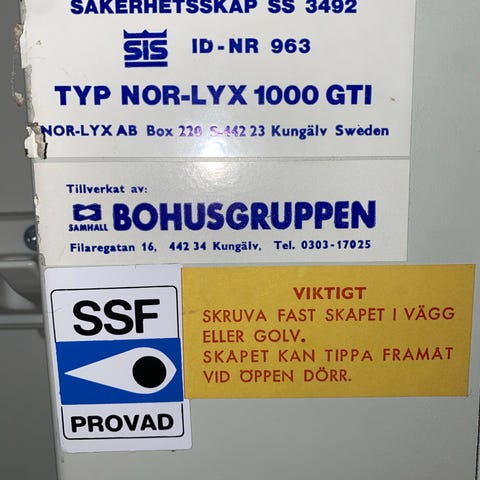 SÄKERHETSSKÅP SS 3492
SIS ID-NR 963
TYP NOR-LYX 1000 GTI
NOR-LYX AB Box 220 S-442 23 Kungälv Sweden
Tillverkat av:
SAMHALL BOHUSGRUPPEN
Filaregatan 16, 442 34 Kungälv, Tel. 0303-17025
SSF
PROVAD
VIKTIGT
SKRUVA FAST SKÅPET I VÄGG
ELLER GOLV.
SKÅPET KAN TIPPA FRAMÅT
VID ÖPPEN DÖRR.